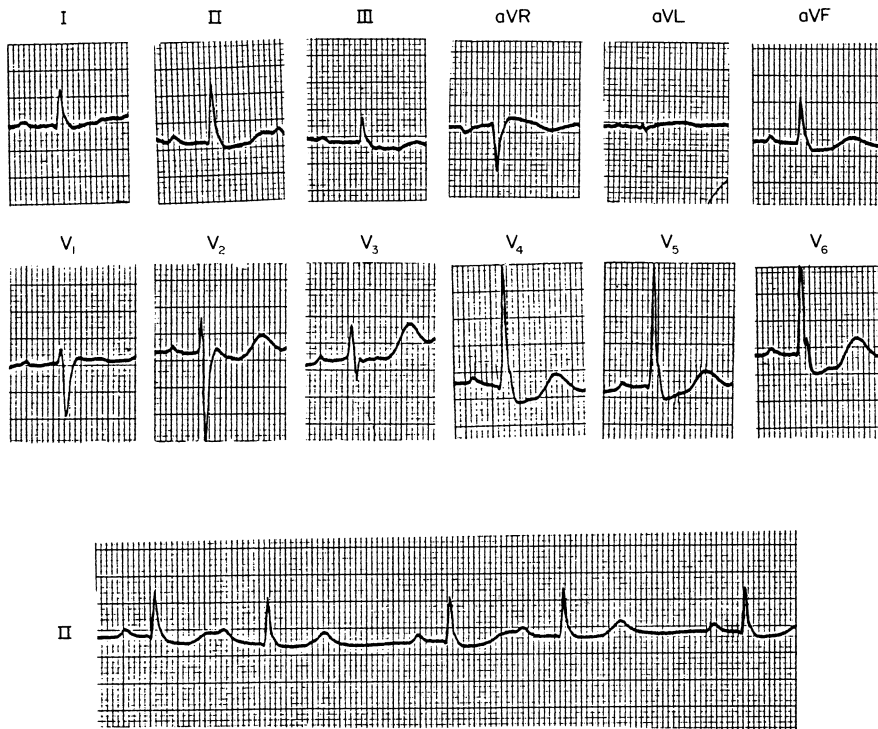 I II III aVR aVL aVF
V₁ V₂ V₃ V₄ V₅ V₆
II